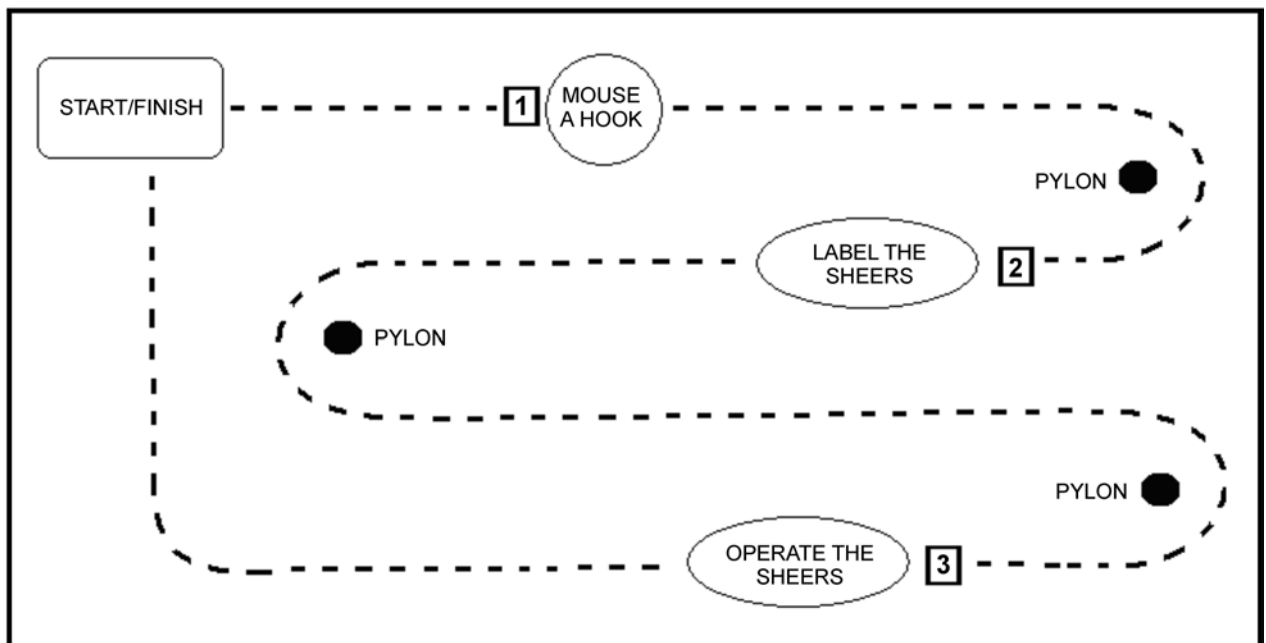 START/FINISH
1
MOUSE
A HOOK
PYLON
LABEL THE
SHEERS
2
PYLON
PYLON
OPERATE THE
SHEERS
3